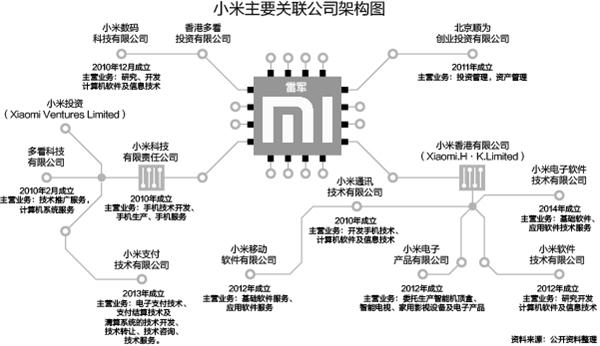 小米主要关联公司架构图
小米数码
科技有限公司
2010年12月成立
主营业务：研究、开发
计算机软件及信息技术
香港多看
投资有限公司
北京顺为
创业投资有限公司
2011年成立
主营业务：投资管理，资产管理
雷军
小米投资
（Xiaomi Ventures Limited）
多看科技
有限公司
2010年2月成立
主营业务：技术推广服务，
计算机系统服务
小米科技
有限责任公司
2010年成立
主营业务：手机技术开发、
手机生产、手机服务
小米支付
技术有限公司
2013年成立
主营业务：电子支付技术、
支付结算技术及
清算系统的技术开发、
技术转让、技术咨询、
技术服务。
小米香港有限公司
（Xiaomi.H · K.Limited）
小米通讯
技术有限公司
2010年成立
主营业务：开发手机技术、
计算机软件及信息技术
小米电子软件
技术有限公司
2014年成立
主营业务：基础软件、
应用软件技术服务
小米移动
软件有限公司
2012年成立
主营业务：基础软件服务、
应用软件服务
小米电子
产品有限公司
2012年成立
主营业务：委托生产智能机顶盒、
智能电视、家用影视设备及电子产品
小米软件
技术有限公司
2012年成立
主营业务：研究开发
计算机软件及信息技术
资料来源：公开资料整理